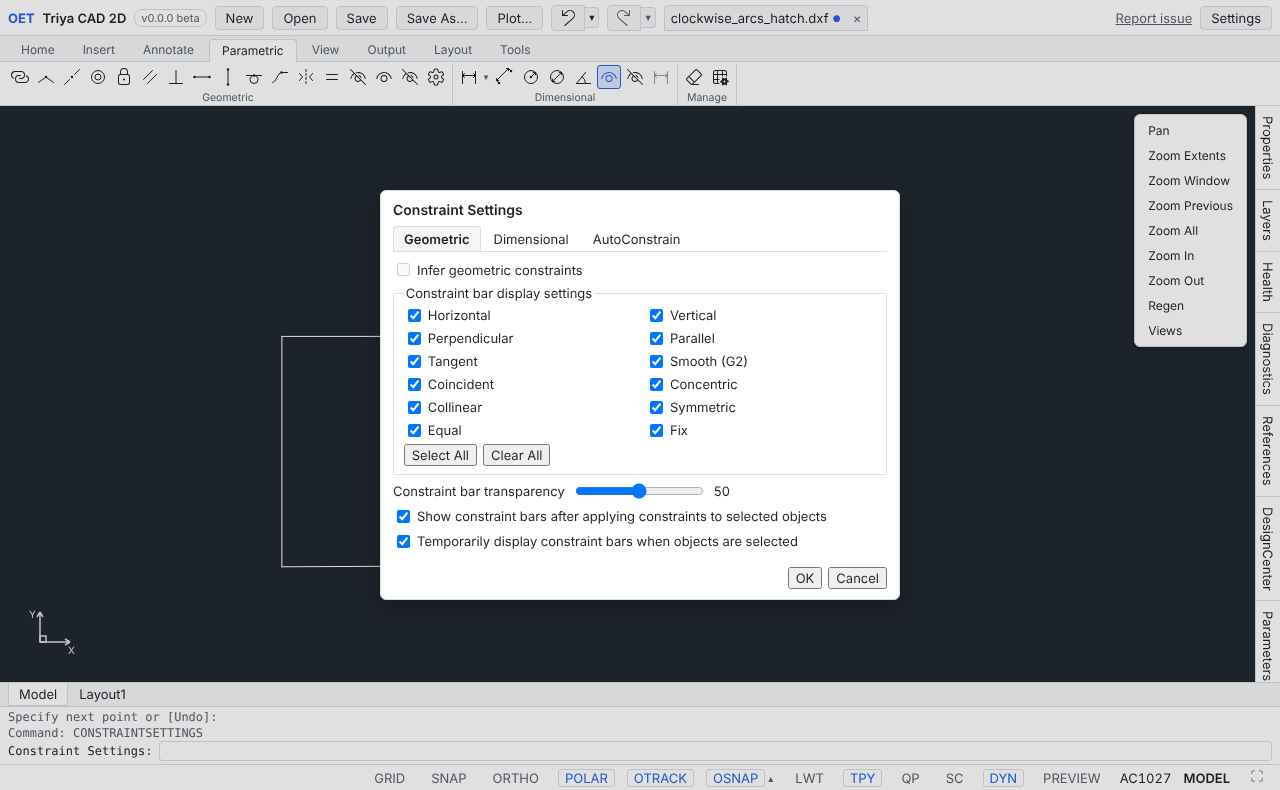 OET Triya CAD 2D v0.0.0 beta New Open Save Save As... Plot... clockwise_arcs_hatch.dxf × Report issue Settings
Home Insert Annotate Parametric View Output Layout Tools
Geometric Dimensional Manage
Pan
Zoom Extents
Zoom Window
Zoom Previous
Zoom All
Zoom In
Zoom Out
Regen
Views
Properties
Layers
Health
Diagnostics
References
DesignCenter
Parameters
Constraint Settings
Geometric Dimensional AutoConstrain
Infer geometric constraints
Constraint bar display settings
Horizontal Vertical
Perpendicular Parallel
Tangent Smooth (G2)
Coincident Concentric
Collinear Symmetric
Equal Fix
Select All Clear All
Constraint bar transparency 50
Show constraint bars after applying constraints to selected objects
Temporarily display constraint bars when objects are selected
OK Cancel
Y
X
Model Layout1
Specify next point or [Undo]:
Command: CONSTRAINTSETTINGS
Constraint Settings:
GRID SNAP ORTHO POLAR OTRACK OSNAP LWT TPY QP SC DYN PREVIEW AC1027 MODEL